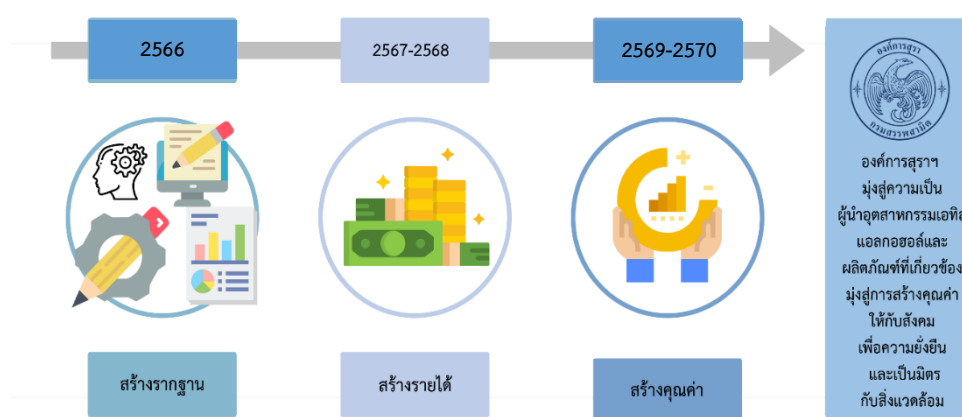 2566
2567-2568
2569-2570
สร้างรากฐาน
สร้างรายได้
สร้างคุณค่า
องค์การสุรา
กรมสรรพสามิต
องค์การสุราฯ
มุ่งสู่ความเป็น
ผู้นำอุตสาหกรรมเอทิล
แอลกอฮอล์และ
ผลิตภัณฑ์ที่เกี่ยวข้อง
มุ่งสู่การสร้างคุณค่า
ให้กับสังคม
เพื่อความยั่งยืน
และเป็นมิตร
กับสิ่งแวดล้อม